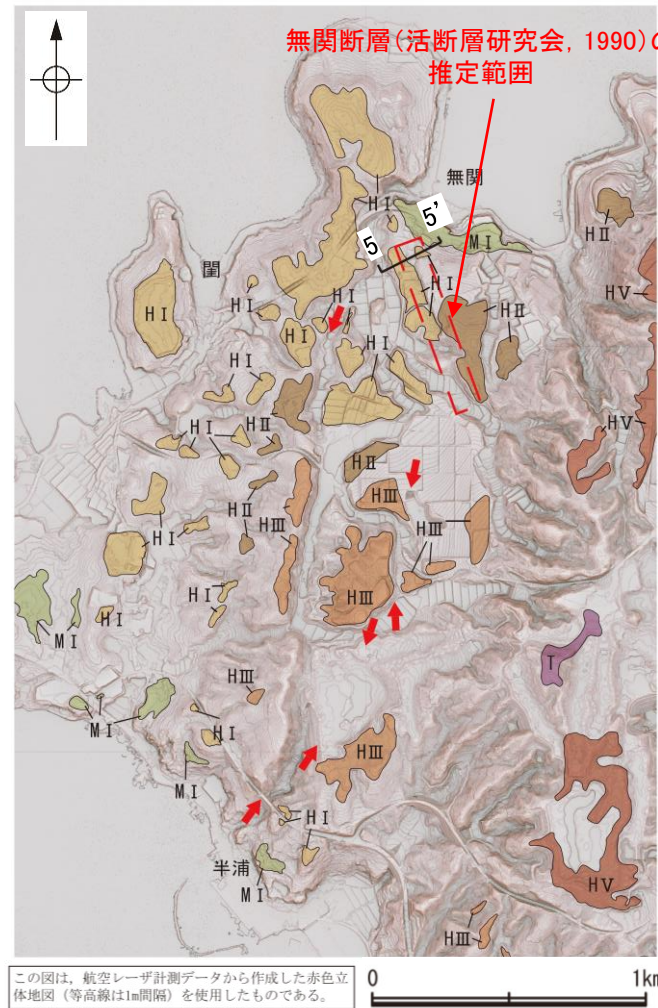 無関断層(活断層研究会, 1990)の
推定範囲
無関
HⅠ
5'
5
MⅠ
HⅡ
閨
HⅤ
HⅠ
HⅠ
HⅠ
HⅠ
HⅡ
HⅠ
HⅠ
HⅠ
HⅡ
HⅤ
HⅠ
HⅡ
HⅡ
HⅢ
HⅢ
HⅢ
HⅠ
HⅢ
HⅠ
HⅢ
HⅠ
MⅠ
T
HⅢ
MⅠ
HⅠ
HⅢ
MⅠ
HⅠ
半浦
MⅠ
HⅤ
HⅢ
この図は，航空レーザ計測データから作成した赤色立
体地図（等高線は1m間隔）を使用したものである。
0 1km